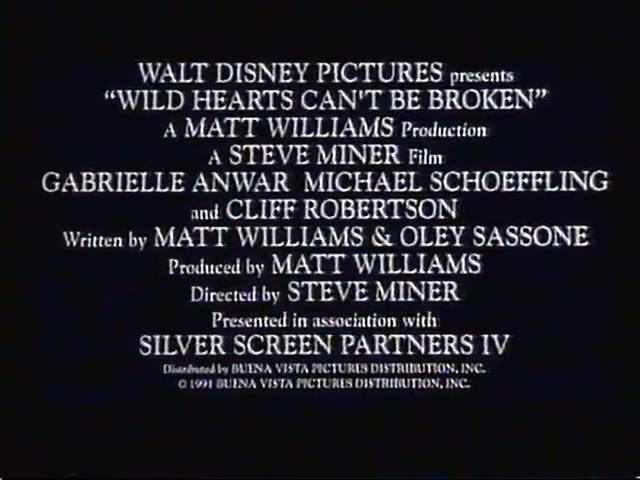 WALT DISNEY PICTURES presents
"WILD HEARTS CAN'T BE BROKEN"
A MATT WILLIAMS Production
A STEVE MINER Film
GABRIELLE ANWAR MICHAEL SCHOEFFLING
and CLIFF ROBERTSON
Written by MATT WILLIAMS & OLEY SASSONE
Produced by MATT WILLIAMS
Directed by STEVE MINER
Presented in association with
SILVER SCREEN PARTNERS IV
Distributed by BUENA VISTA PICTURES DISTRIBUTION, INC.
© 1991 BUENA VISTA PICTURES DISTRIBUTION, INC.